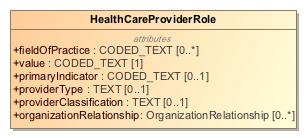 HealthCareProviderRole
attributes
+fieldOfPractice : CODED_TEXT [0..*]
+value : CODED_TEXT [1]
+primaryIndicator : CODED_TEXT [0..1]
+providerType : TEXT [0..1]
+providerClassification : TEXT [0..1]
+organizationRelationship : OrganizationRelationship [0..*]